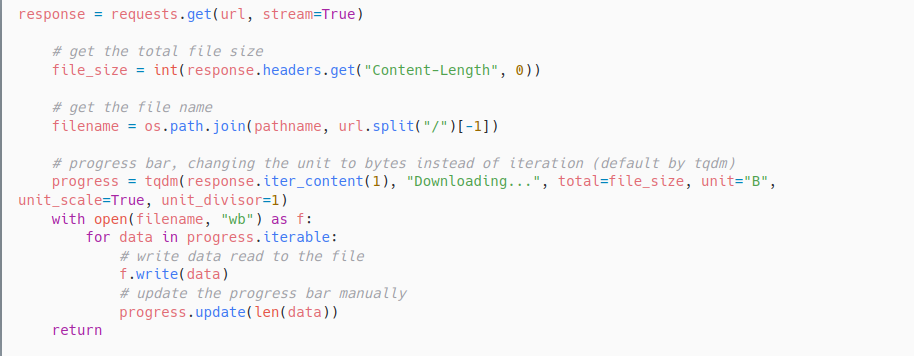 response = requests.get(url, stream=True)
# get the total file size
file_size = int(response.headers.get("Content-Length", 0))
# get the file name
filename = os.path.join(pathname, url.split("/")[-1])
# progress bar, changing the unit to bytes instead of iteration (default by tqdm)
progress = tqdm(response.iter_content(1), "Downloading...", total=file_size, unit="B",
unit_scale=True, unit_divisor=1)
with open(filename, "wb") as f:
for data in progress.iterable:
# write data read to the file
f.write(data)
# update the progress bar manually
progress.update(len(data))
return